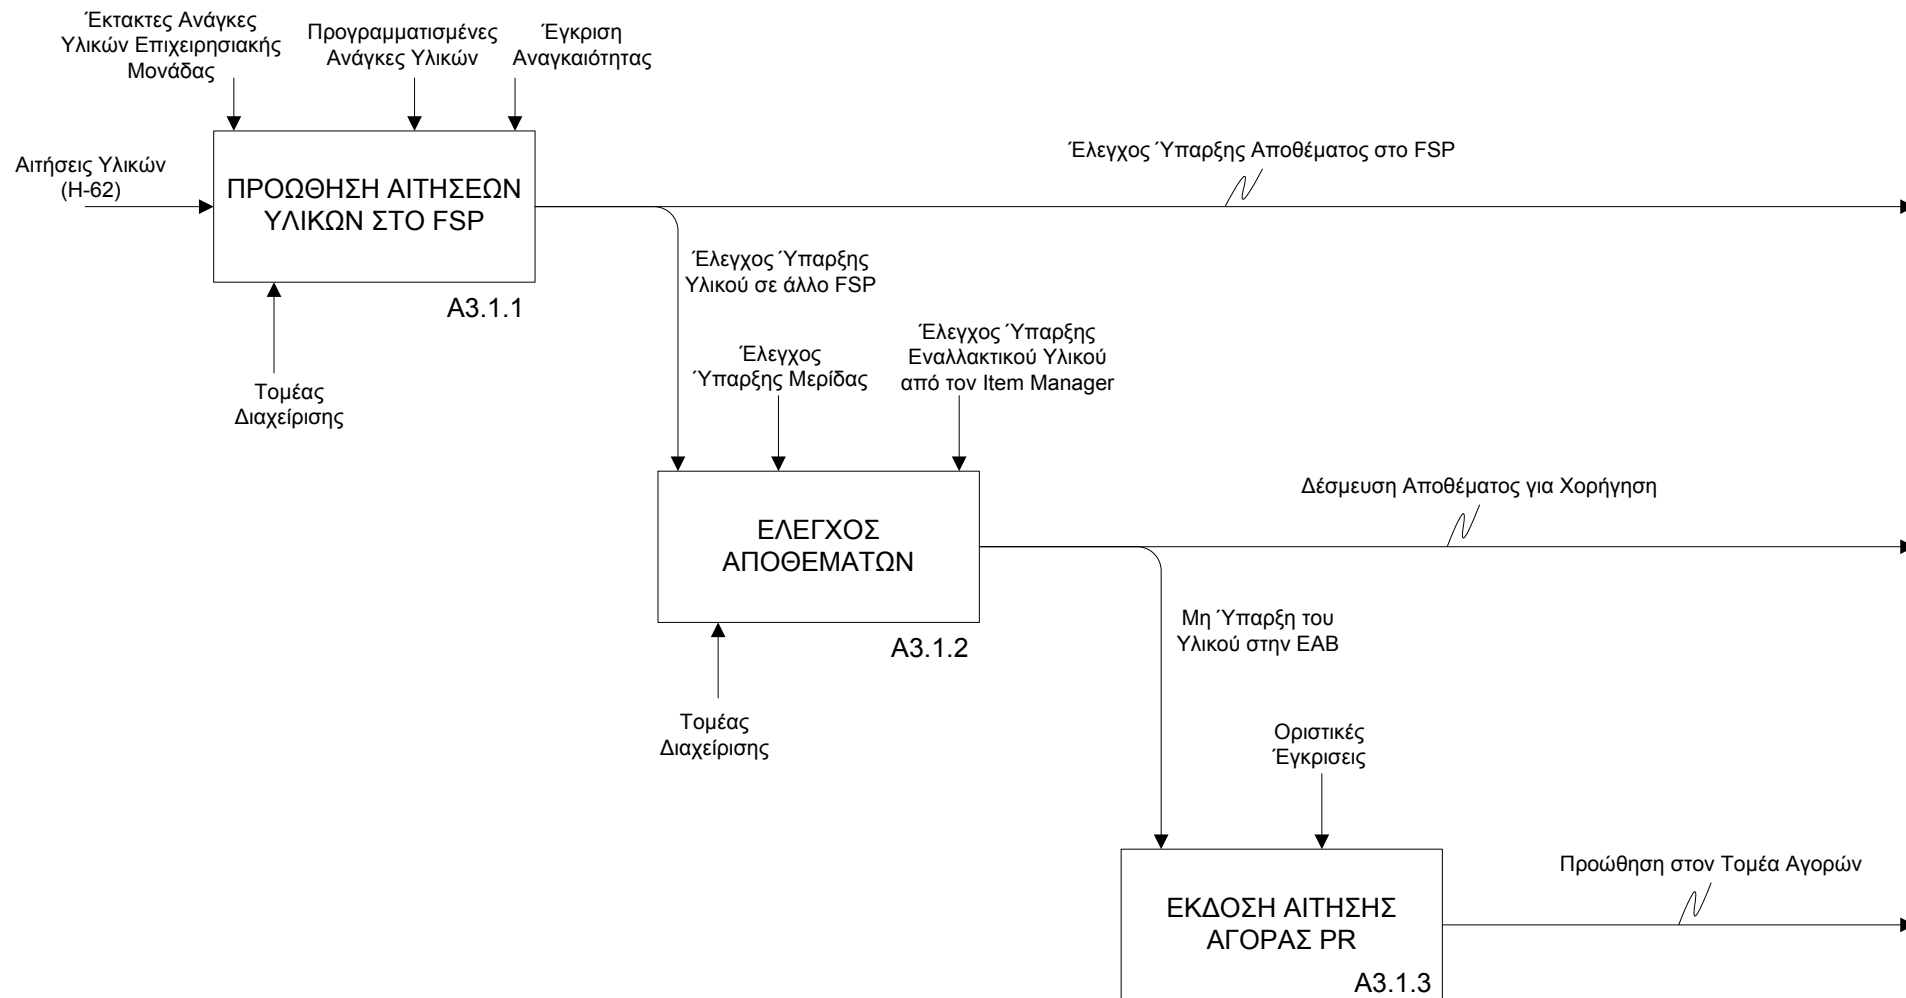 Έκτακτες Ανάγκες
Υλικών Επιχειρησιακής
Μονάδας
Προγραμματισμένες
Ανάγκες Υλικών
Έγκριση
Αναγκαιότητας
Αιτήσεις Υλικών
(Η-62)
ΠΡΟΩΘΗΣΗ ΑΙΤΗΣΕΩΝ
ΥΛΙΚΩΝ ΣΤΟ FSP
A3.1.1
Έλεγχος Ύπαρξης Αποθέματος στο FSP
Έλεγχος Ύπαρξης
Υλικού σε άλλο FSP
Τομέας
Διαχείρισης
Έλεγχος
Ύπαρξης Μερίδας
Έλεγχος Ύπαρξης
Εναλλακτικού Υλικού
από τον Item Manager
ΕΛΕΓΧΟΣ
ΑΠΟΘΕΜΑΤΩΝ
A3.1.2
Δέσμευση Αποθέματος για Χορήγηση
Μη Ύπαρξη του
Υλικού στην ΕΑΒ
Τομέας
Διαχείρισης
Οριστικές
Έγκρισεις
ΕΚΔΟΣΗ ΑΙΤΗΣΗΣ
ΑΓΟΡΑΣ PR
A3.1.3
Προώθηση στον Τομέα Αγορών